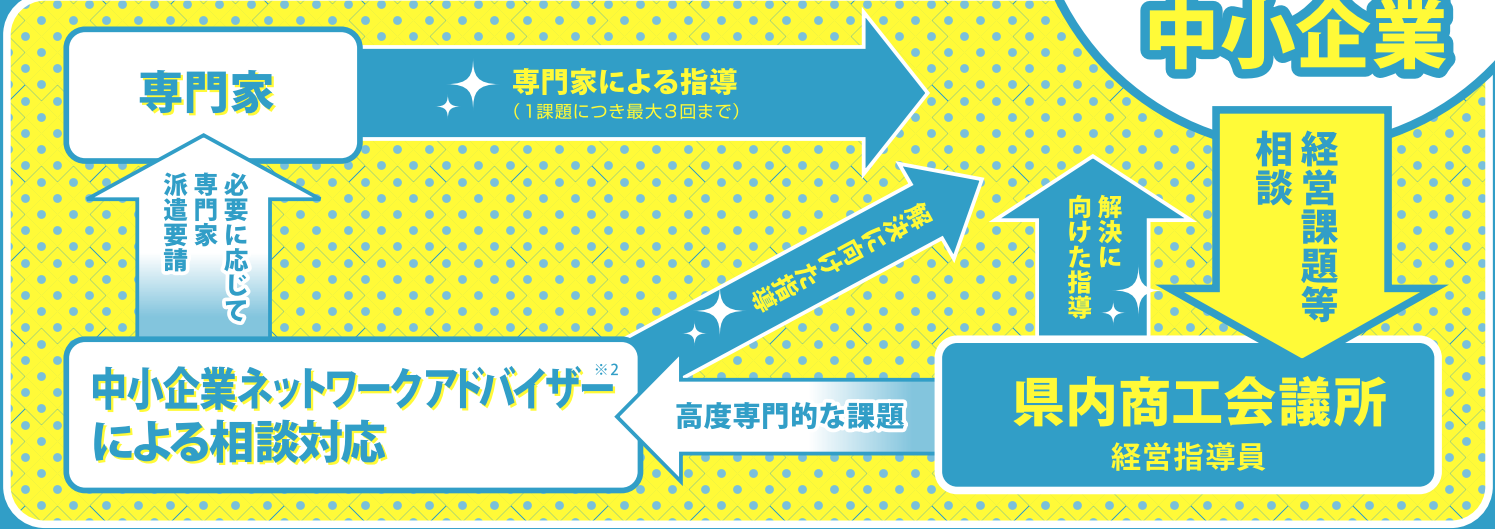 中小企業
専門家
専門家による指導
（1課題につき最大3回まで）
経営課題等
相談
必要に応じて
専門家
派遣要請
解決に向けた指導
解決に
向けた指導
中小企業ネットワークアドバイザー※2
による相談対応
高度専門的な課題
県内商工会議所
経営指導員